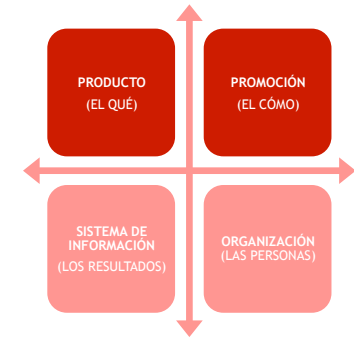 PRODUCTO
(EL QUÉ)
PROMOCIÓN
(EL CÓMO)
SISTEMA DE
INFORMACIÓN
(LOS RESULTADOS)
ORGANIZACIÓN
(LAS PERSONAS)